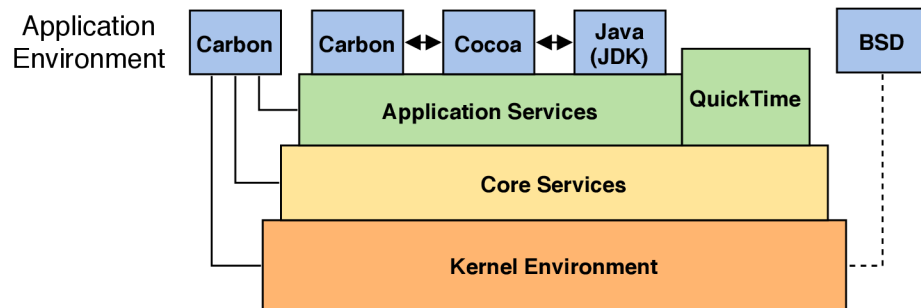 Application
Environment
Carbon
Carbon
Cocoa
Java
(JDK)
BSD
QuickTime
Application Services
Core Services
Kernel Environment